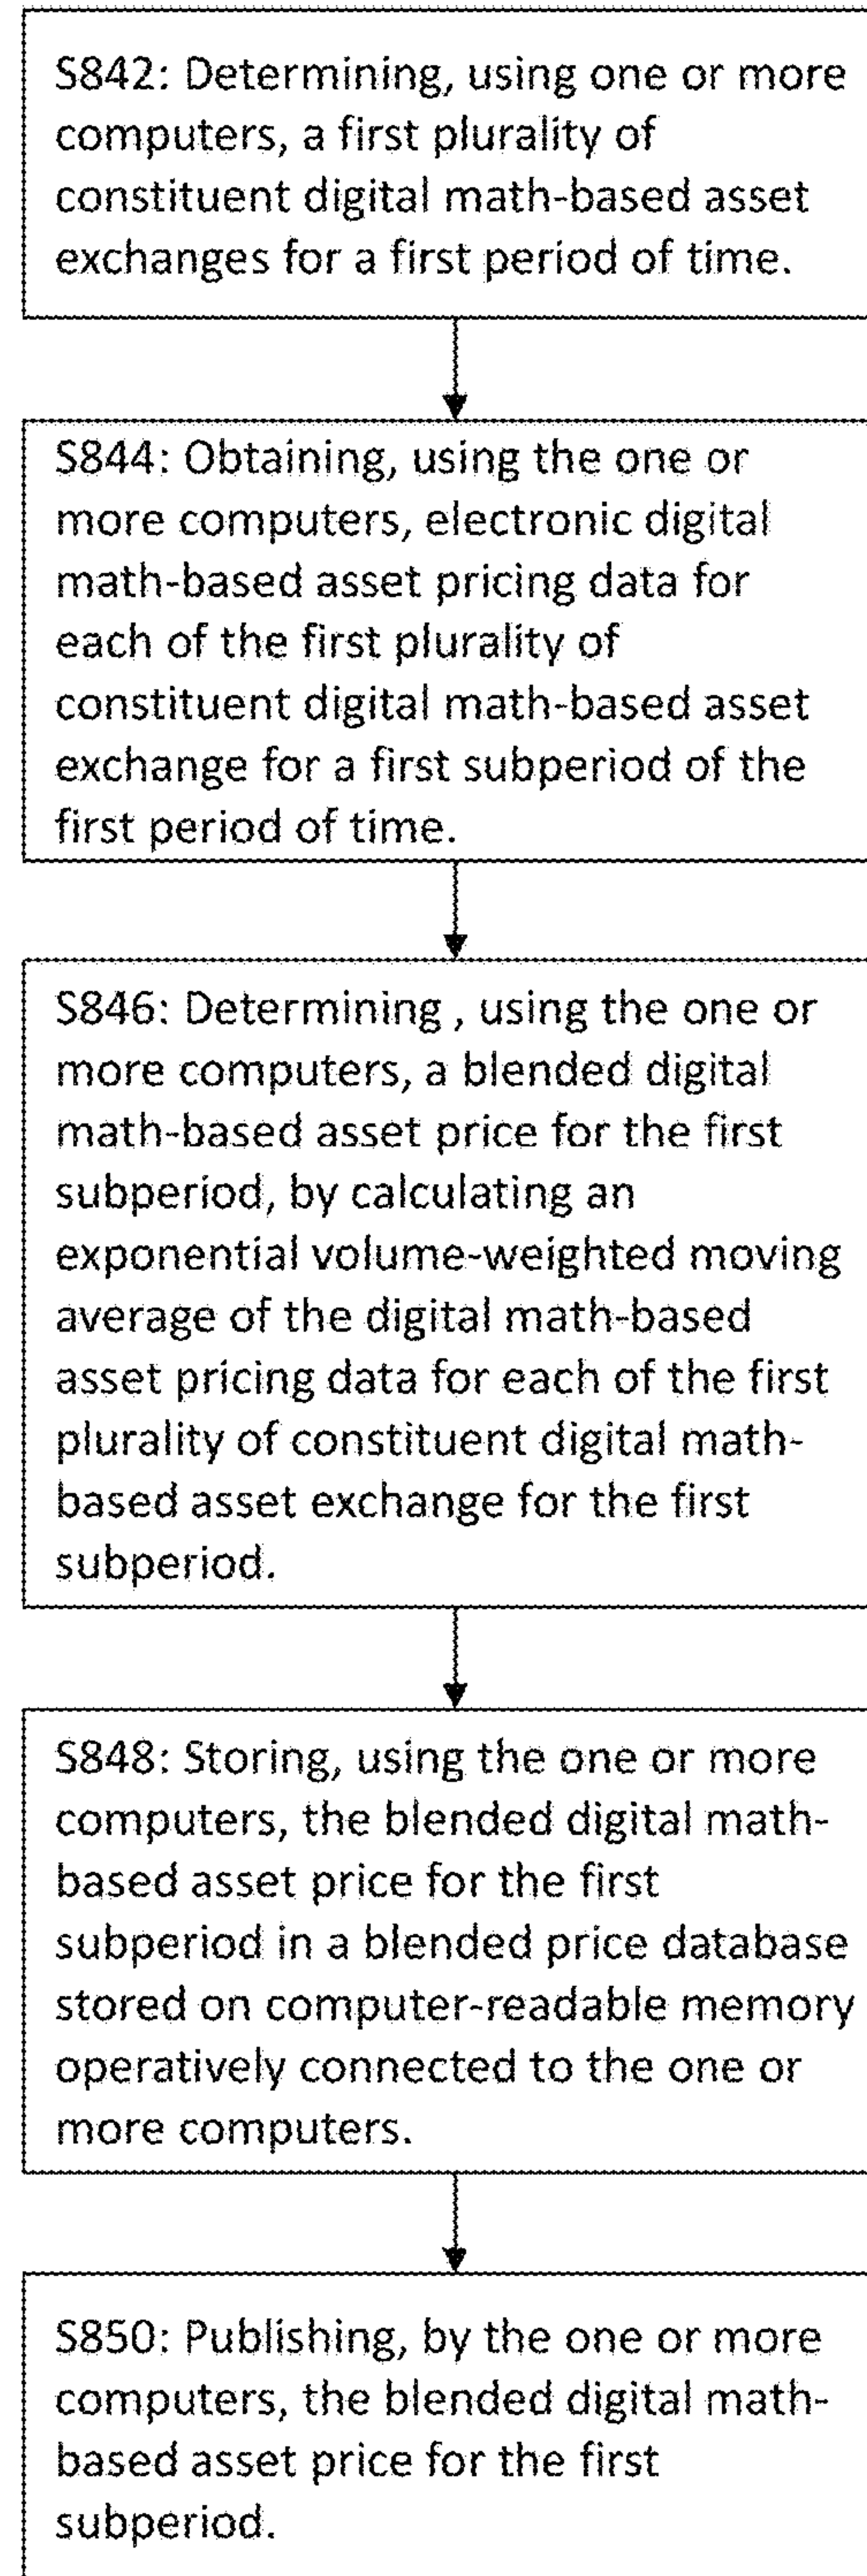 S842: Determining, using one or more
computers, a first plurality of
constituent digital math-based asset
exchanges for a first period of time.
S844: Obtaining, using the one or
more computers, electronic digital
math-based asset pricing data for
each of the first plurality of
constituent digital math-based asset
exchange for a first subperiod of the
first period of time.
S846: Determining , using the one or
more computers, a blended digital
math-based asset price for the first
subperiod, by calculating an
exponential volume-weighted moving
average of the digital math-based
asset pricing data for each of the first
plurality of constituent digital math-
based asset exchange for the first
subperiod.
S848: Storing, using the one or more
computers, the blended digital math-
based asset price for the first
subperiod in a blended price database
stored on computer-readable memory
operatively connected to the one or
more computers.
S850: Publishing, by the one or more
computers, the blended digital math-
based asset price for the first
subperiod.